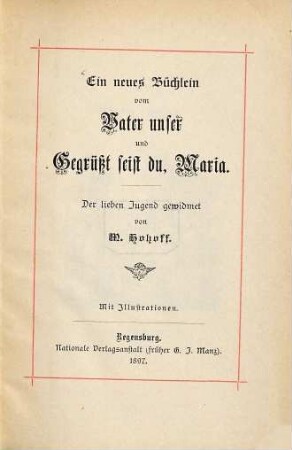 Ein neues Büchlein
vom
Vater unser
und
Gegrüßt seist du, Maria.
Der lieben Jugend gewidmet
von
W. Hohoff.
Mit Illustrationen.
Regensburg.
Nationale Verlagsanstalt (früher G. J. Manz).
1897.